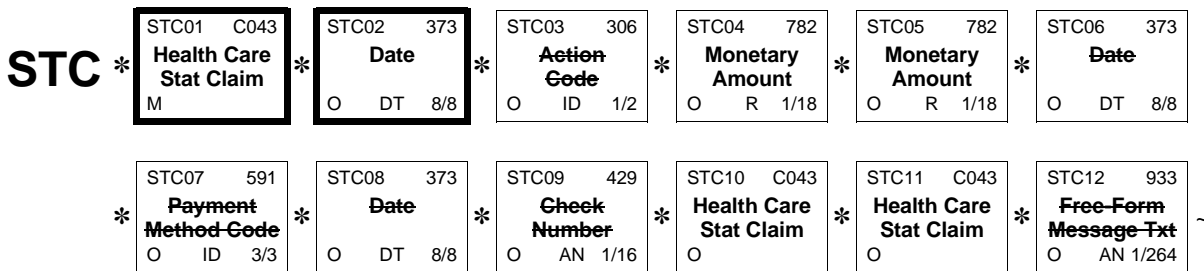 STC * STC01 C043 STC02 373 STC03 306 STC04 782 STC05 782 STC06 373
Health Care * Date * Action * Monetary * Monetary * Date
Stat Claim Code Amount Amount
M O DT 8/8 O ID 1/2 O R 1/18 O R 1/18 O DT 8/8
* STC07 591 STC08 373 STC09 429 STC10 C043 STC11 C043 STC12 933
Payment * Date * Check * Health Care * Health Care * Free-Form ~
Method Code Number Stat Claim Stat Claim Message Txt
O ID 3/3 O DT 8/8 O AN 1/16 O O O AN 1/264